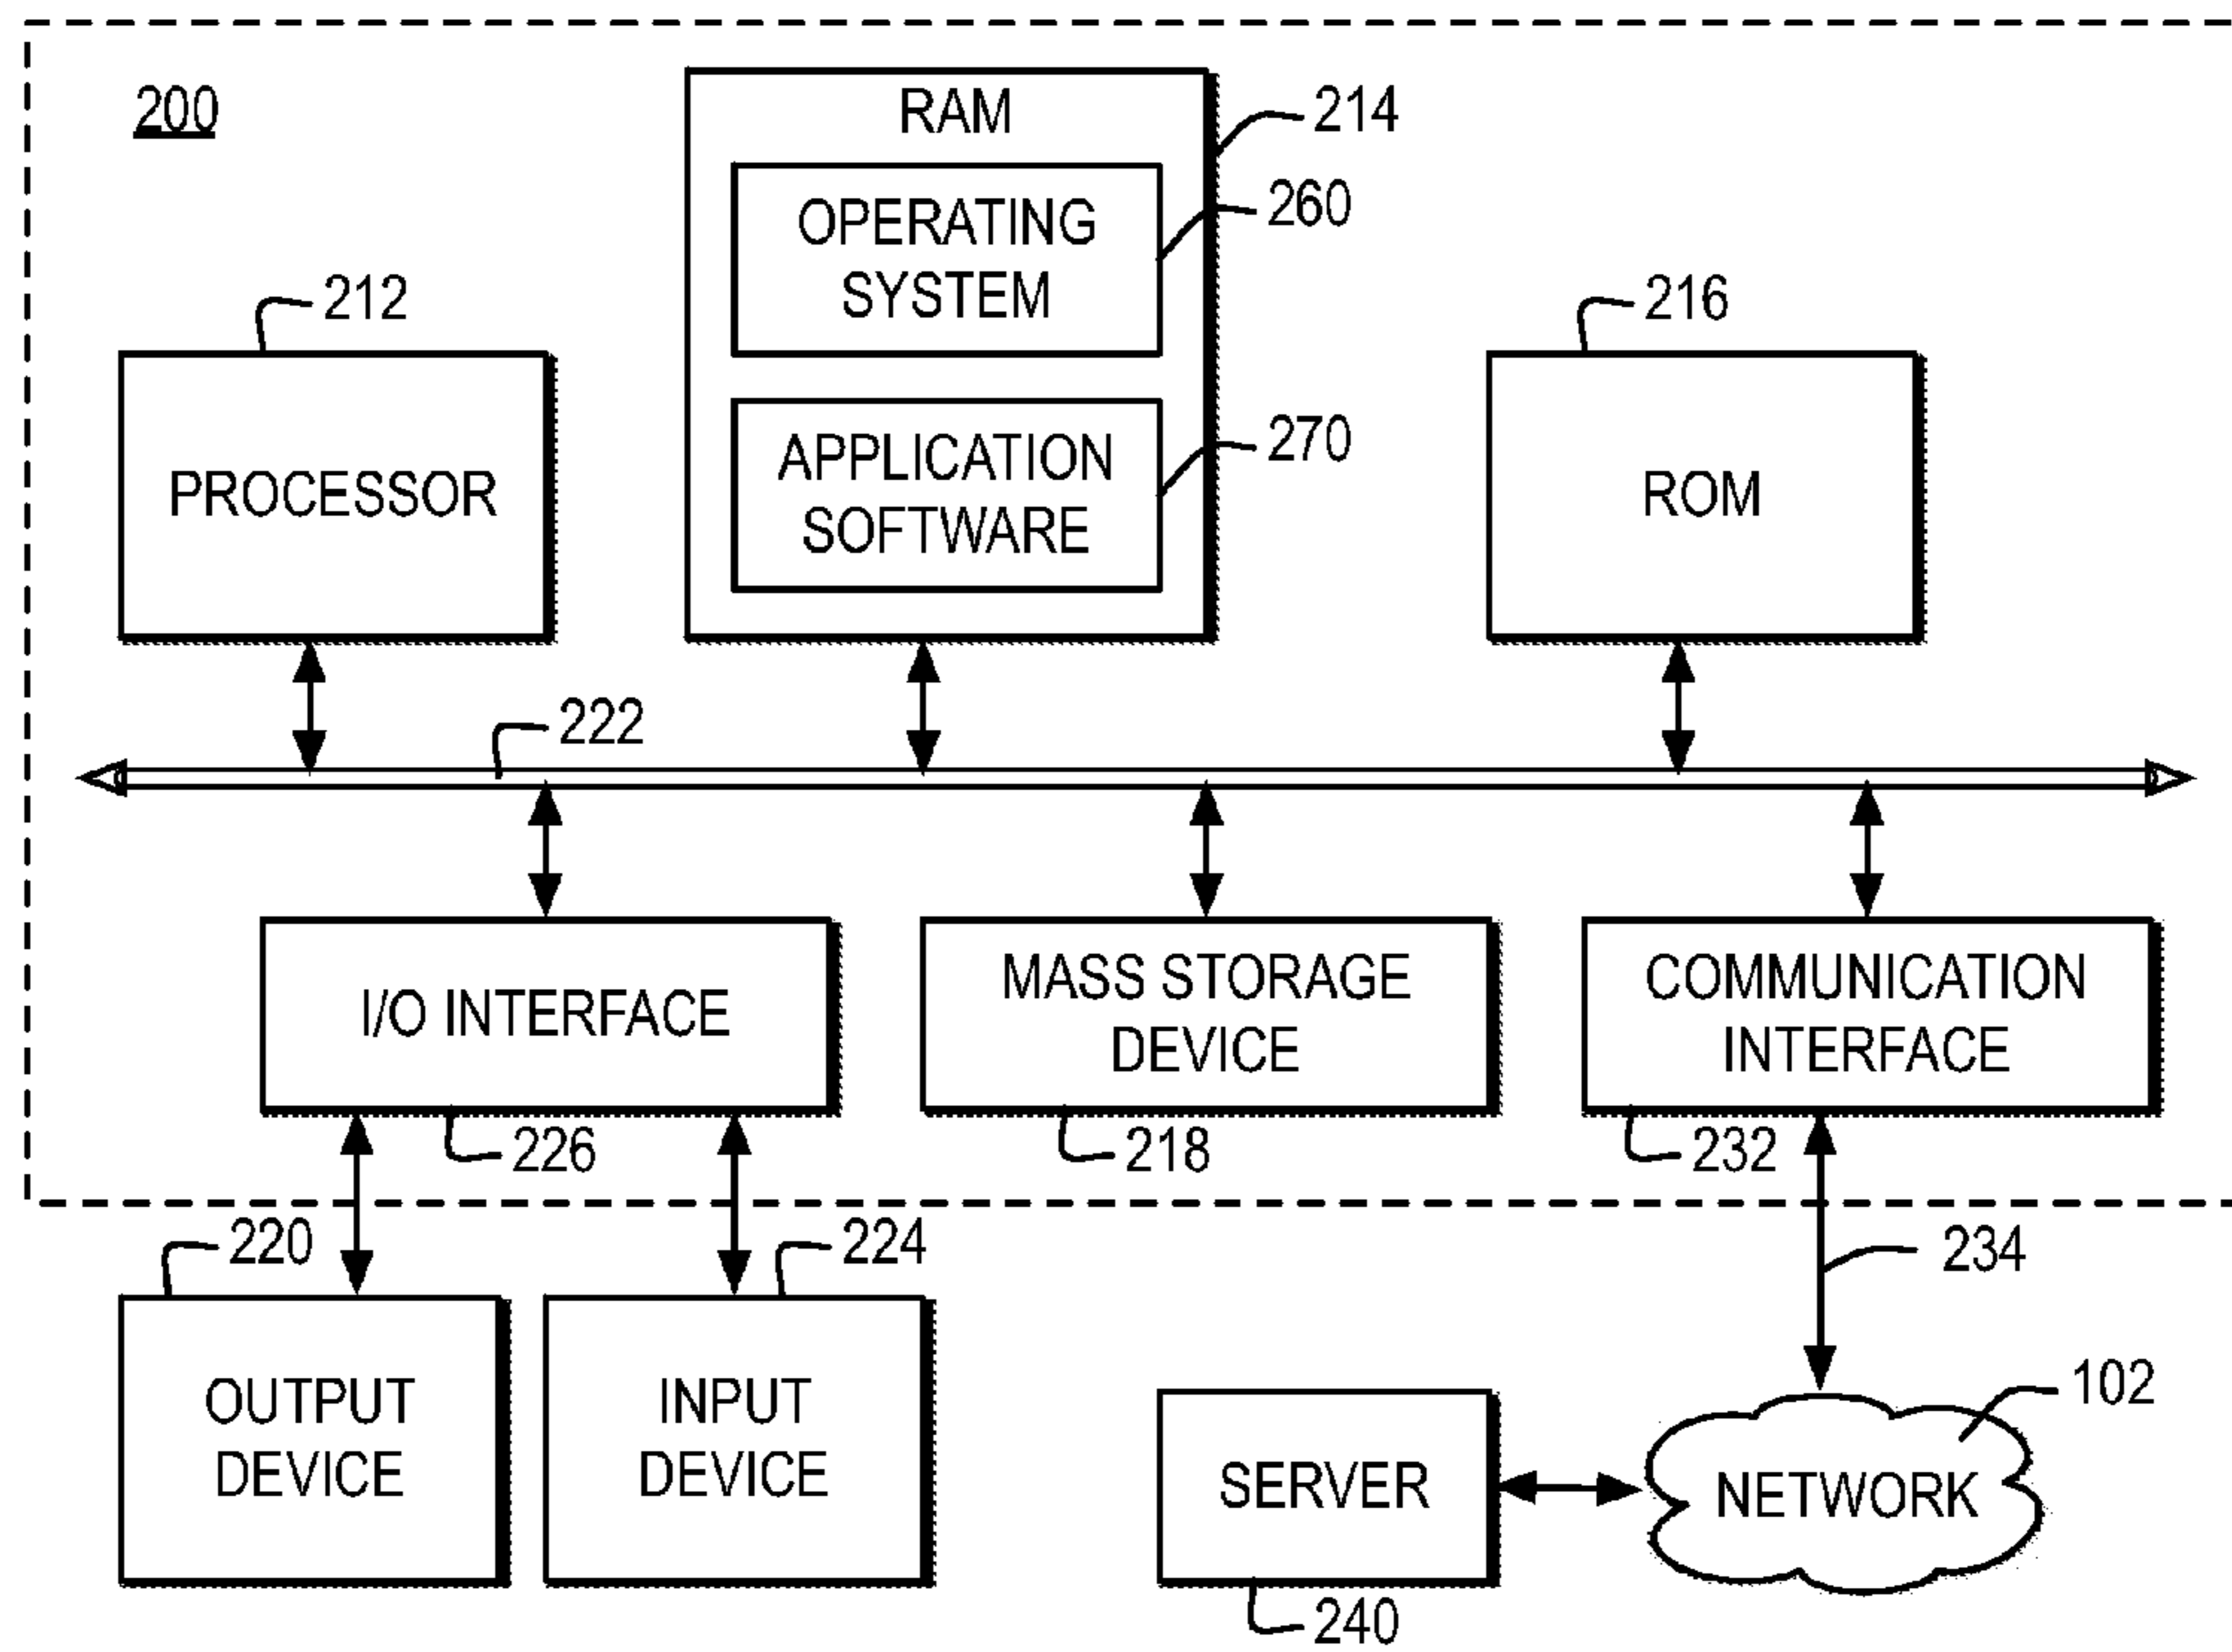 200
RAM
214
OPERATING
SYSTEM
260
212
216
APPLICATION
SOFTWARE
270
PROCESSOR
ROM
222
I/O INTERFACE
MASS STORAGE
DEVICE
COMMUNICATION
INTERFACE
226
218
232
220
224
234
OUTPUT
DEVICE
INPUT
DEVICE
SERVER
NETWORK
102
240